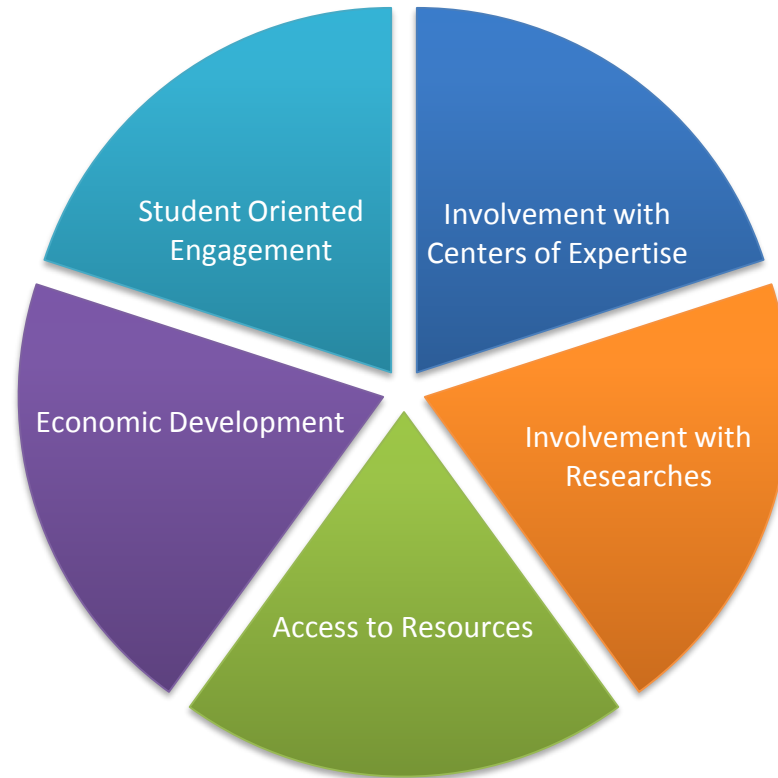 Student Oriented
Engagement
Involvement with
Centers of Expertise
Economic Development
Involvement with
Researches
Access to Resources